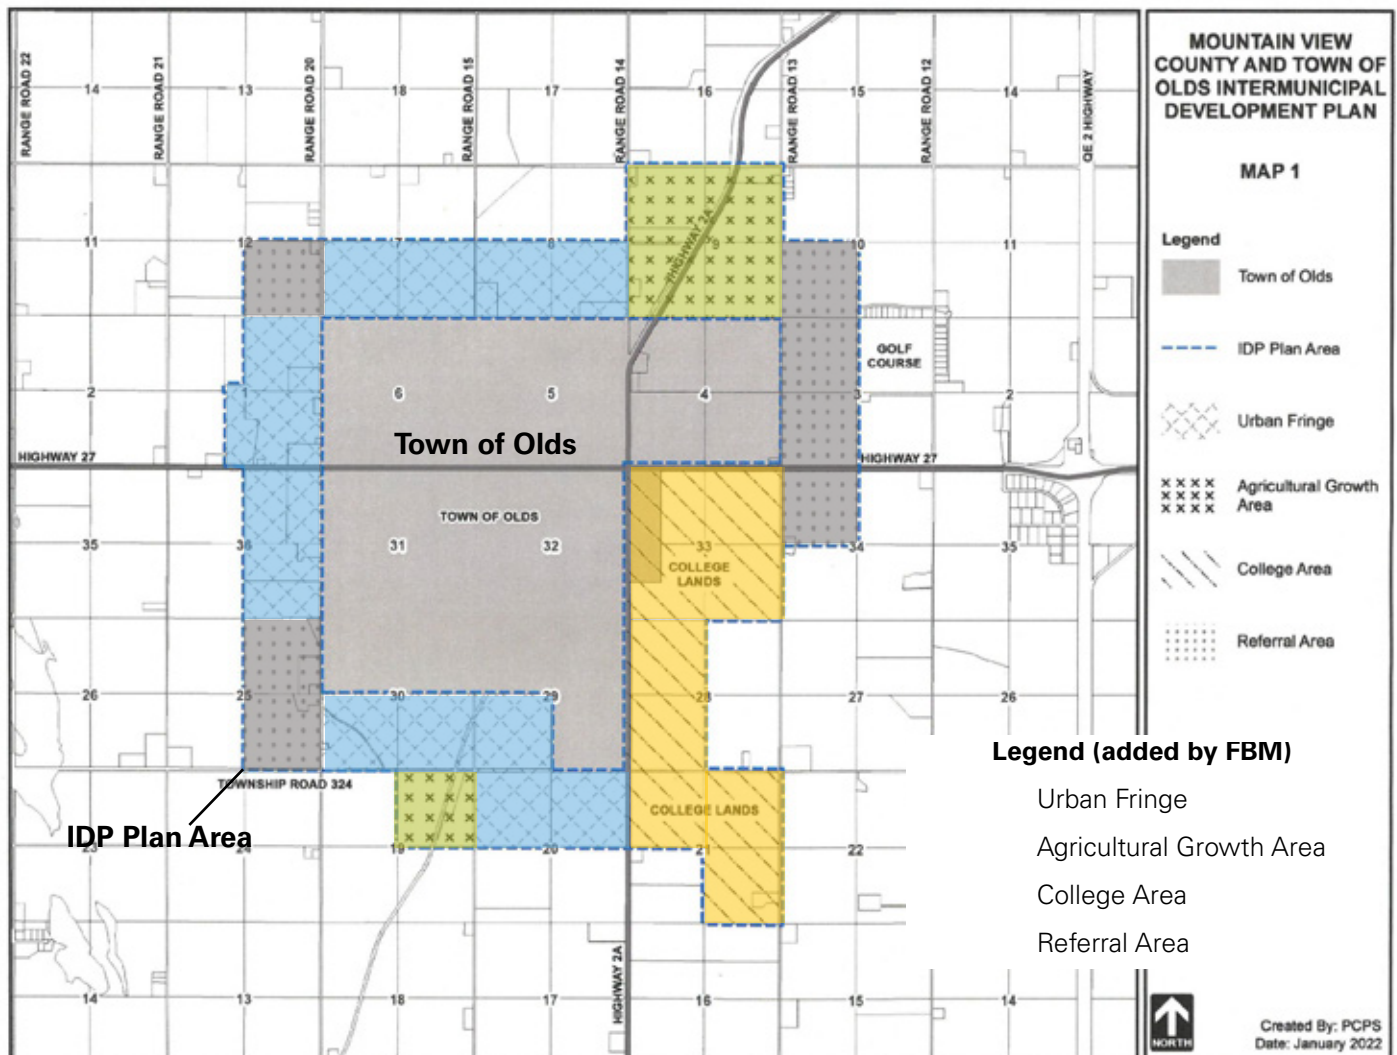 RANGE ROAD 22
RANGE ROAD 21
RANGE ROAD 20
RANGE ROAD 15
RANGE ROAD 14
RANGE ROAD 13
RANGE ROAD 12
QE 2 HIGHWAY
14
13
18
17
16
15
14
11
12
7
8
HIGHWAY 2A
9
10
11
GOLF
COURSE
2
1
6
5
4
3
2
Town of Olds
HIGHWAY 27
HIGHWAY 27
TOWN OF OLDS
35
36
31
32
33
34
35
COLLEGE
LANDS
26
25
30
29
28
27
26
TOWNSHIP ROAD 324
COLLEGE LANDS
IDP Plan Area
23
24
19
20
21
22
HIGHWAY 2A
14
13
18
17
16
15
14
MOUNTAIN VIEW
COUNTY AND TOWN OF
OLDS INTERMUNICIPAL
DEVELOPMENT PLAN
MAP 1
Legend
Town of Olds
IDP Plan Area
Urban Fringe
Agricultural Growth
Area
College Area
Referral Area
Legend (added by FBM)
Urban Fringe
Agricultural Growth Area
College Area
Referral Area
NORTH
Created By: PCPS
Date: January 2022